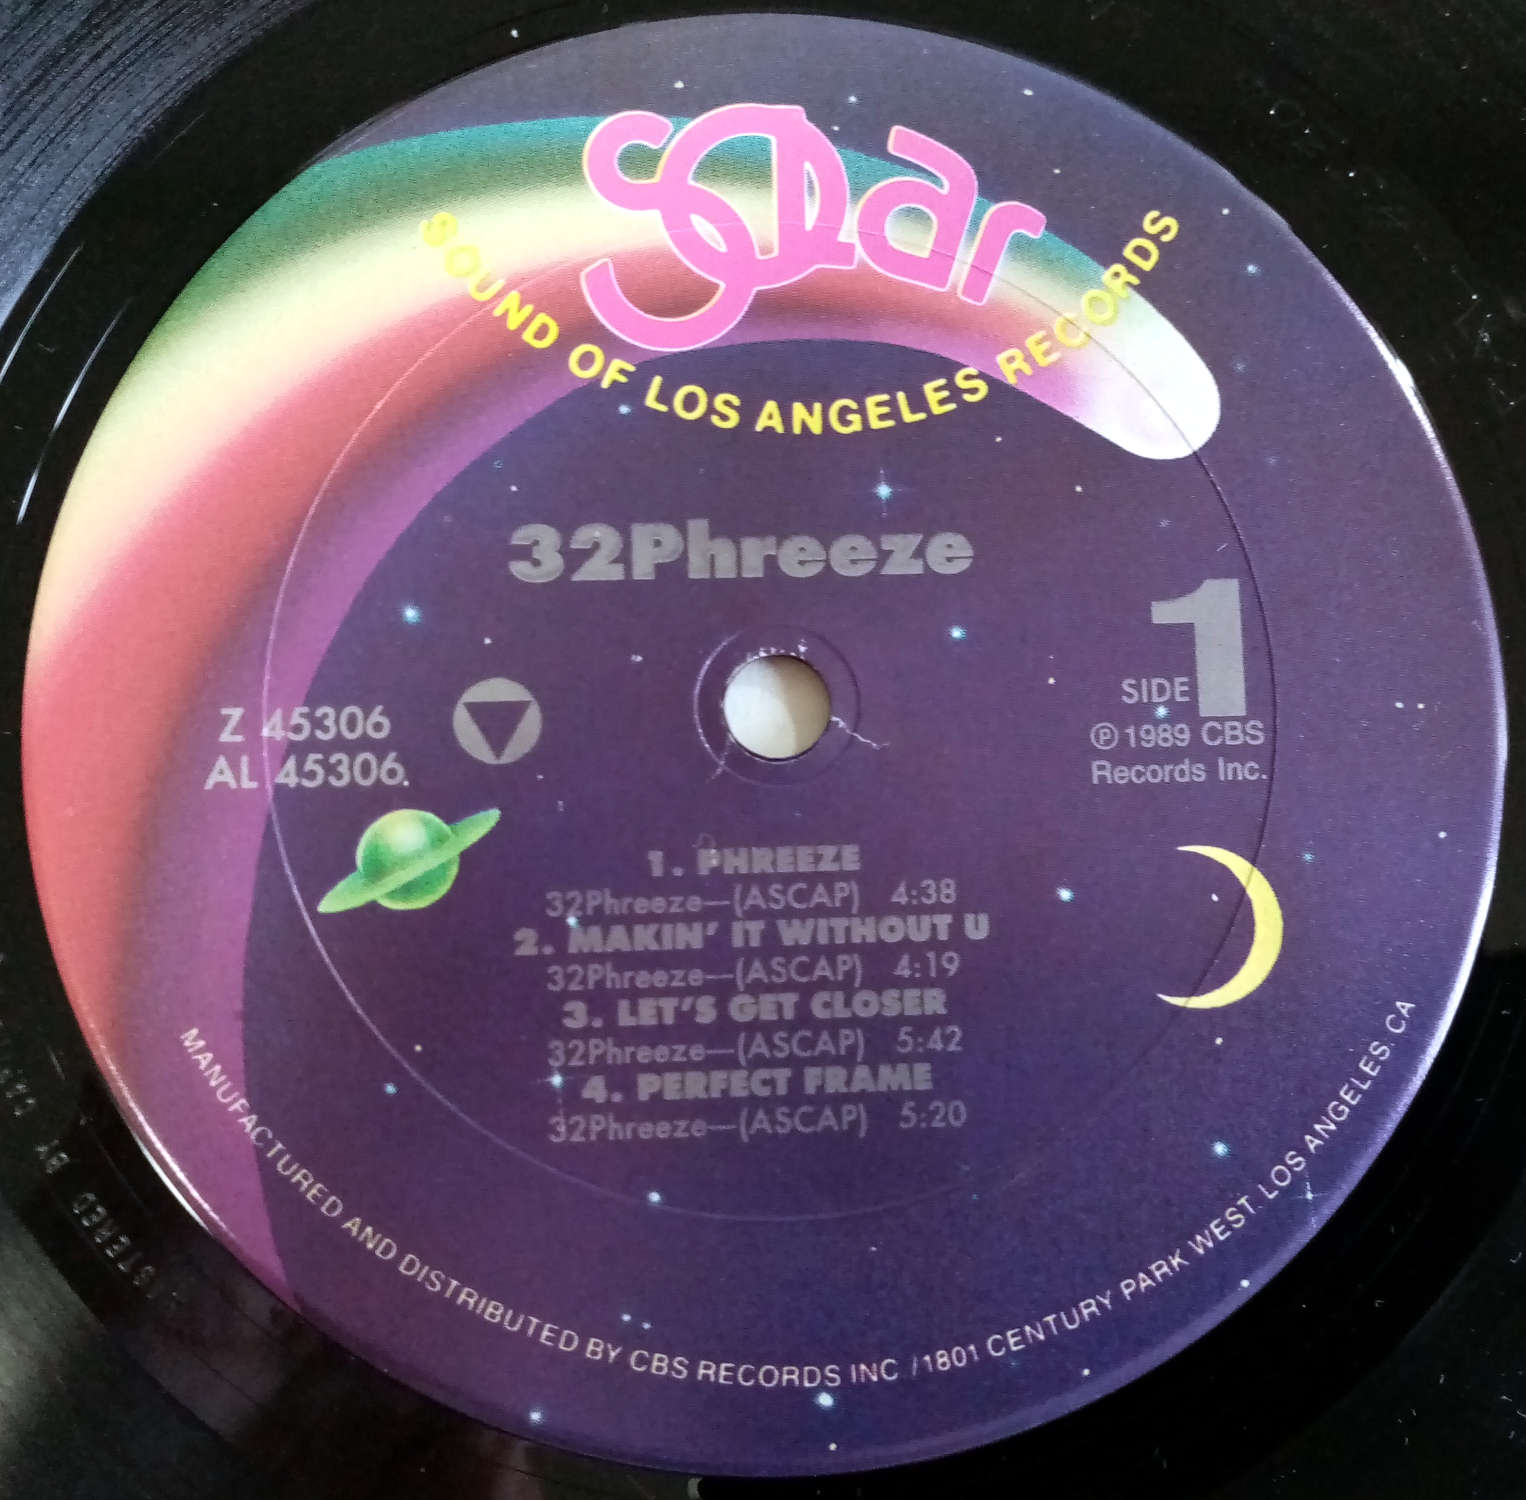 solar
SOUND OF LOS ANGELES RECORDS
32Phreeze
1
SIDE
Z 45306
AL 45306.
℗ 1989 CBS
Records Inc.
1. PHREEZE
32Phreeze—(ASCAP) 4:38
2. MAKIN' IT WITHOUT U
32Phreeze—(ASCAP) 4:19
3. LET'S GET CLOSER
32Phreeze—(ASCAP) 5:42
4. PERFECT FRAME
32Phreeze—(ASCAP) 5:20
MANUFACTURED AND DISTRIBUTED BY CBS RECORDS INC /1801 CENTURY PARK WEST. LOS ANGELES. CA